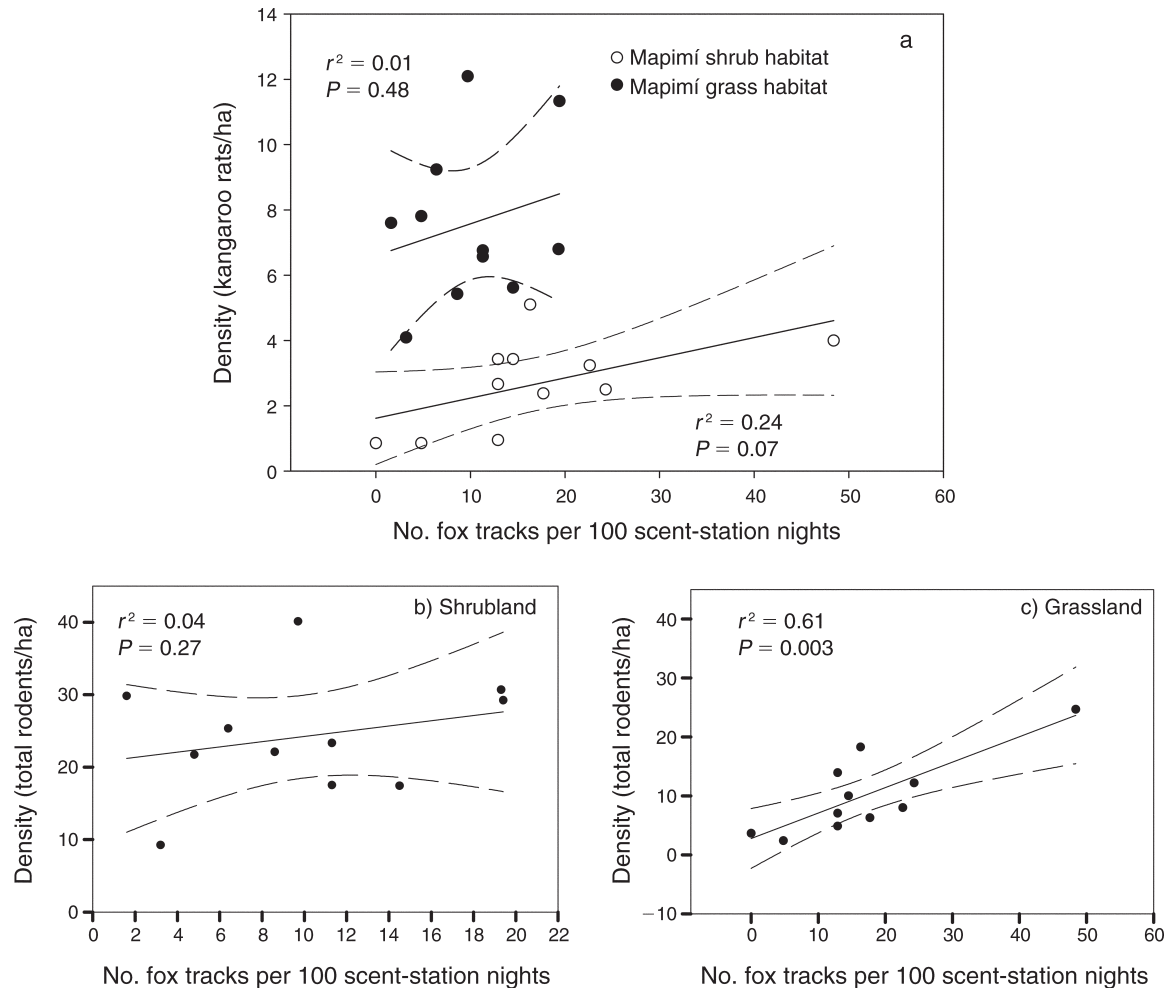 a
r² = 0.01
P = 0.48
Mapimí shrub habitat
Mapimí grass habitat
14
12
10
8
6
4
2
0
Density (kangaroo rats/ha)
r² = 0.24
P = 0.07
0 10 20 30 40 50 60
No. fox tracks per 100 scent-station nights
b) Shrubland
r² = 0.04
P = 0.27
40
30
20
10
0
Density (total rodents/ha)
0 2 4 6 8 10 12 14 16 18 20 22
No. fox tracks per 100 scent-station nights
c) Grassland
r² = 0.61
P = 0.003
40
30
20
10
0
−10
Density (total rodents/ha)
0 10 20 30 40 50 60
No. fox tracks per 100 scent-station nights